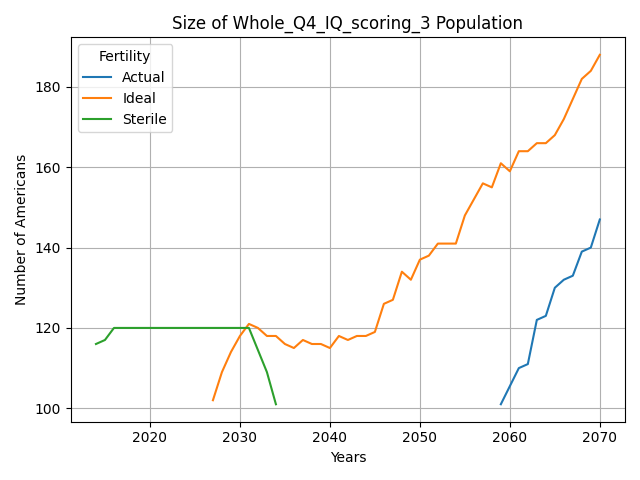 Size of Whole_Q4_IQ_scoring_3 Population
Fertility
Actual
Ideal
Sterile
Number of Americans
180
160
140
120
100
2020 2030 2040 2050 2060 2070
Years